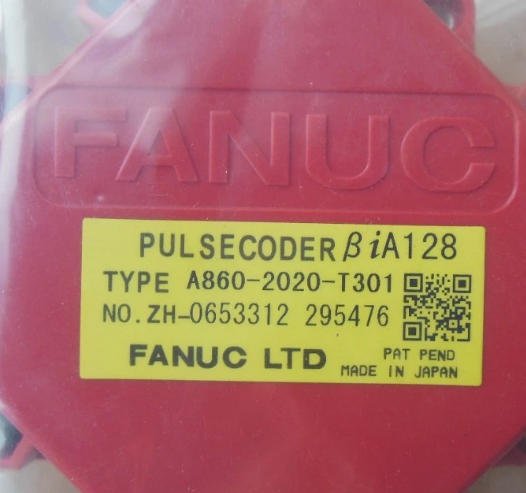 FANUC
PULSECODER βiA128
TYPE A860-2020-T301
NO. ZH-0653312 295476
FANUC LTD
PAT PEND
MADE IN JAPAN